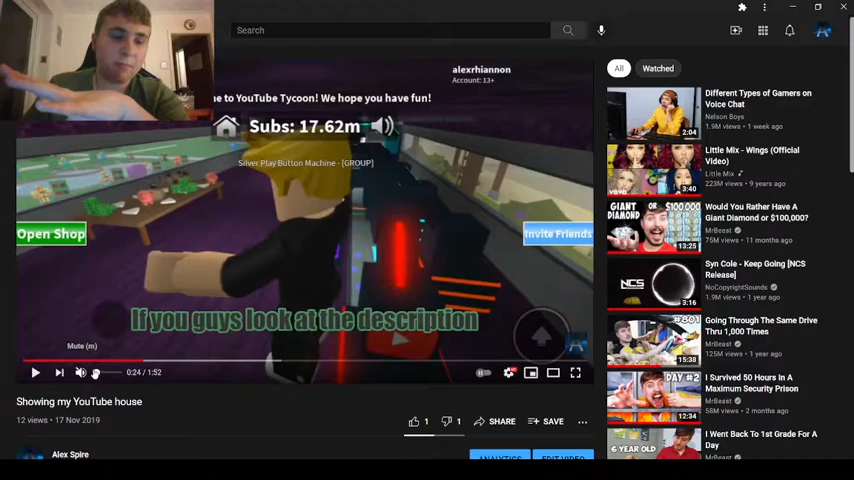 Search
alexrhiannon
Account: 13+
ne to YouTube Tycoon! We hope you have fun!
Subs: 17.62m
Silver Play Button Machine - [GROUP]
Open Shop
Invite Friends
If you guys look at the description
Mute (m)
0:24 / 1:52
Showing my YouTube house
12 views • 17 Nov 2019
1
1
SHARE
SAVE
Alex Spire
ANALYTICS
EDIT VIDEO
All
Watched
2:04
Different Types of Gamers on
Voice Chat
Nelson Boys
1.9M views • 1 week ago
3:40
Little Mix - Wings (Official
Video)
Little Mix
223M views • 9 years ago
GIANT
DIAMOND
OR
$100,000
13:25
Would You Rather Have A
Giant Diamond or $100,000?
MrBeast
75M views • 11 months ago
NCS
3:16
Syn Cole - Keep Going [NCS
Release]
NoCopyrightSounds
1.9M views • 1 year ago
#601
15:38
Going Through The Same Drive
Thru 1,000 Times
MrBeast
125M views • 1 year ago
DAY #2
12:34
I Survived 50 Hours In A
Maximum Security Prison
MrBeast
58M views • 2 months ago
6 YEAR OLD
I Went Back To 1st Grade For A
Day
MrBeast